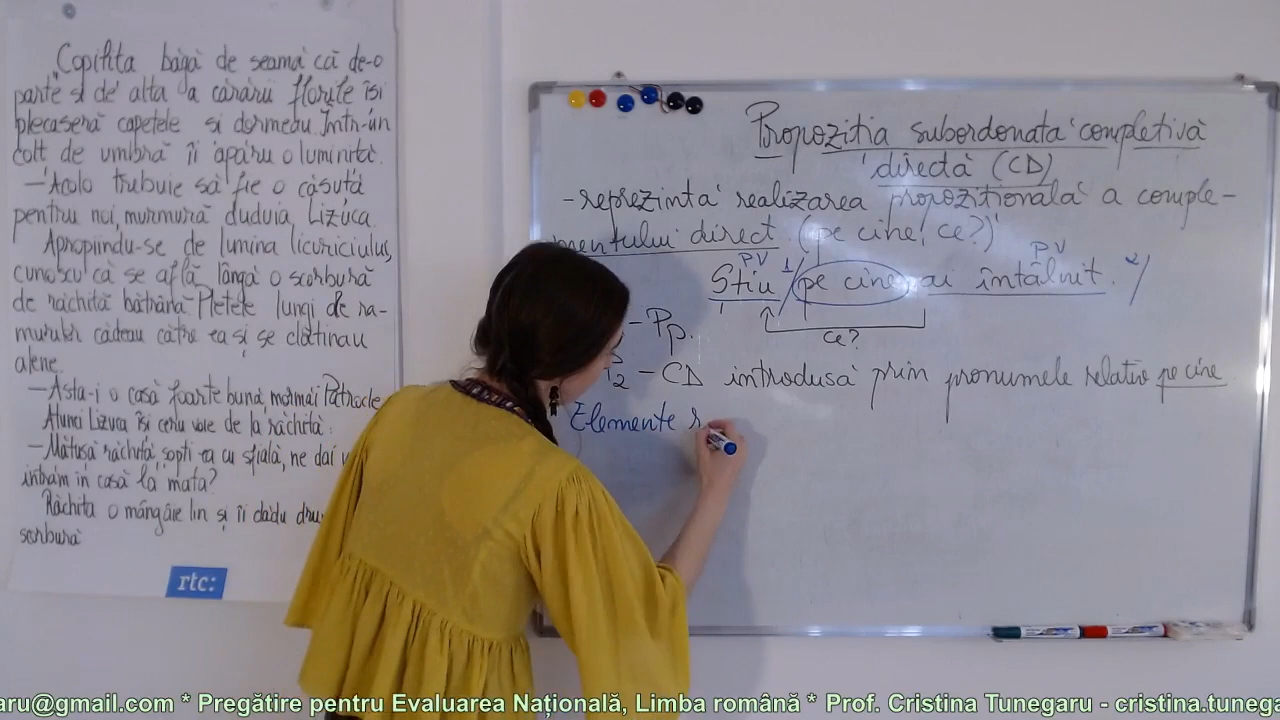 Copilița băgă de seamă că de-o
parte și de alta a cărării florile își
plecaseră capetele și dormeau. Într-un
colț de umbră îi apăru o luminiță.
—Acolo trebuie să fie o căsuță
pentru noi, murmură duduia Lizuca.
Apropiindu-se de lumina licuriciului,
cunoscu că se află lângă o scorbură
de răchită bătrână. Pletele lungi de ra-
murilor cădeau către ea și se clătinau
alene.
—Asta-i o casă foarte bună, mormăi Patrocle
Atunci Lizuca își ceru voie de la răchită:
—Mătușă răchită, șopti ea cu sfială, ne dai
intrăm în casă la mata?
Răchita o mângâie lin și îi dădu
scorbură
rtc:
Propoziția subordonată completivă
directă (CD)
-reprezintă realizarea propozițională a comple-
mentului direct. (pe cine? ce?)
PV PV
Știu 1/ pe cine ai întâlnit. 2/
ce?
-Pp.
2 -CD introdusă prin pronumele relativ pe cine
Elemente r
aru@gmail.com * Pregătire pentru Evaluarea Națională, Limba română * Prof. Cristina Tunegaru - cristina.tunega